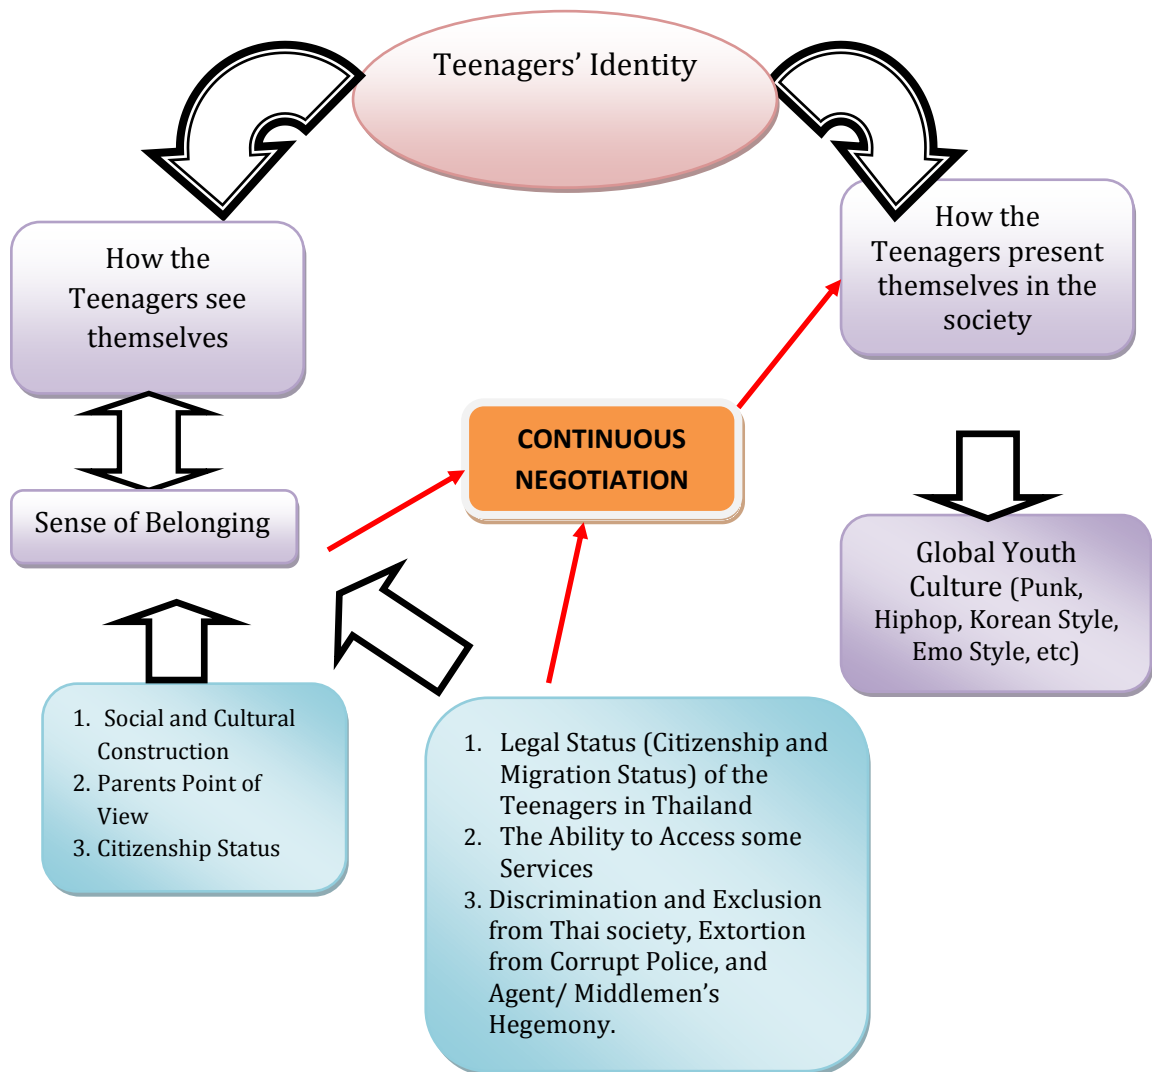 Teenagers’ Identity
How the
Teenagers see
themselves
How the
Teenagers present
themselves in the
society
CONTINUOUS
NEGOTIATION
Sense of Belonging
Global Youth
Culture (Punk,
Hiphop, Korean Style,
Emo Style, etc)
1. Social and Cultural
Construction
2. Parents Point of
View
3. Citizenship Status
1. Legal Status (Citizenship and
Migration Status) of the
Teenagers in Thailand
2. The Ability to Access some
Services
3. Discrimination and Exclusion
from Thai society, Extortion
from Corrupt Police, and
Agent/ Middlemen’s
Hegemony.